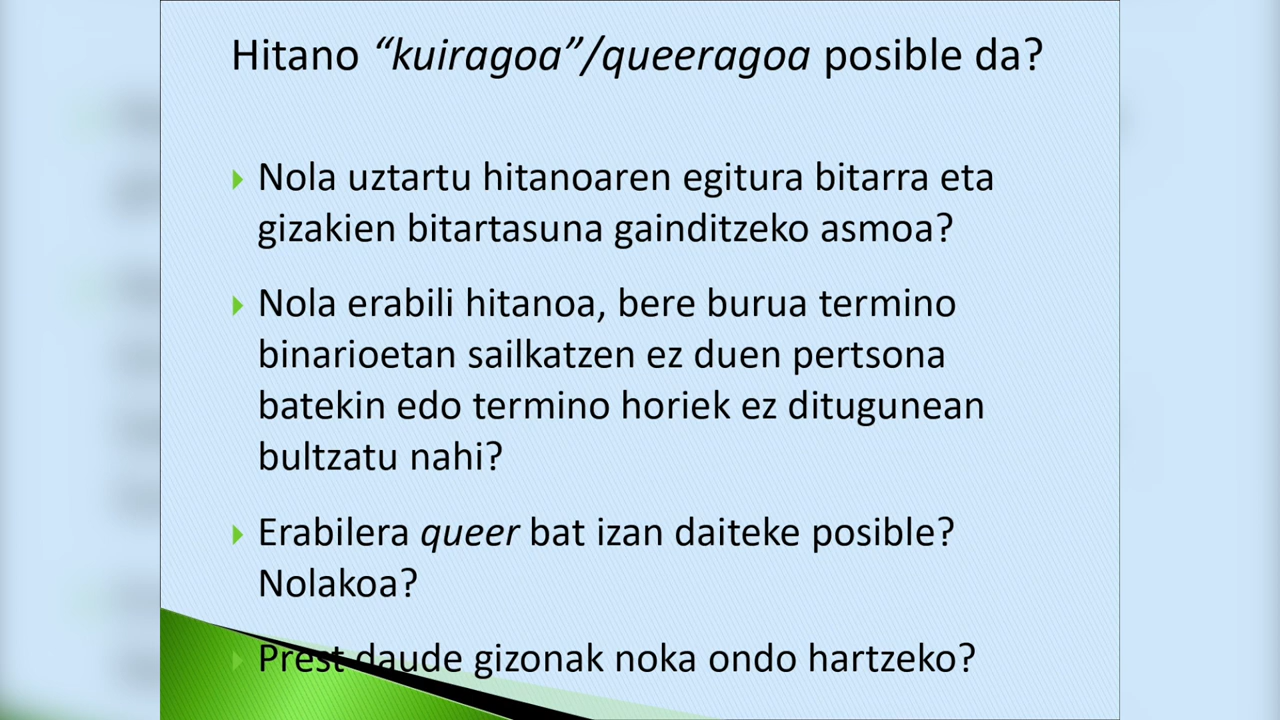 Hitano “kuiragoa”/queeragoa posible da?
Nola uztartu hitanoaren egitura bitarra eta
gizakien bitartasuna gainditzeko asmoa?
Nola erabili hitanoa, bere burua termino
binarioetan sailkatzen ez duen pertsona
batekin edo termino horiek ez ditugunean
bultzatu nahi?
Erabilera queer bat izan daiteke posible?
Nolakoa?
Prest daude gizonak noka ondo hartzeko?